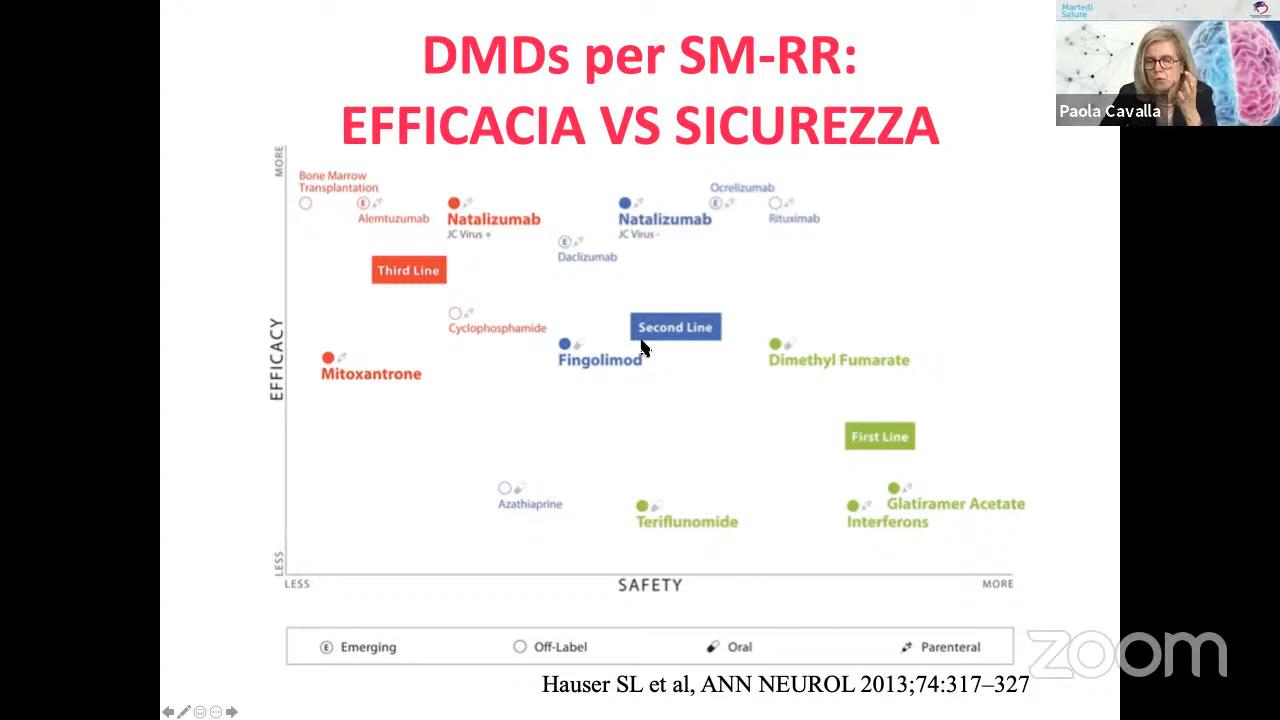 DMDs per SM-RR:
EFFICACIA VS SICUREZZA
Martedì
Salute
Paola Cavalla
MORE
Bone Marrow
Transplantation
E
Alemtuzumab
Natalizumab
JC Virus +
Natalizumab
JC Virus -
Ocrelizumab
E
Rituximab
E
Daclizumab
Third Line
Cyclophosphamide
Second Line
EFFICACY
Mitoxantrone
Fingolimod
Dimethyl Fumarate
First Line
Azathiaprine
Teriflunomide
Glatiramer Acetate
Interferons
LESS
LESS
SAFETY
MORE
E Emerging
Off-Label
Oral
Parenteral
zoom
Hauser SL et al, ANN NEUROL 2013;74:317–327